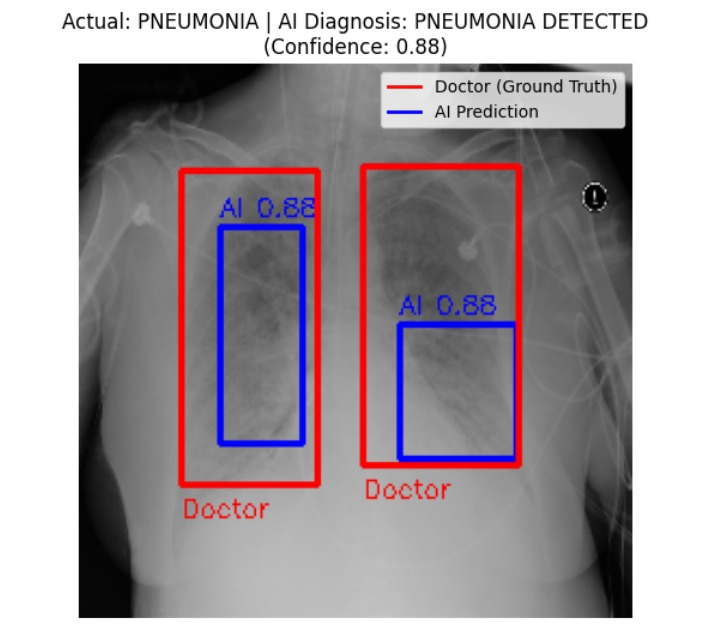 Actual: PNEUMONIA | AI Diagnosis: PNEUMONIA DETECTED
(Confidence: 0.88)
Doctor (Ground Truth)
AI Prediction
AI 0.88
AI 0.88
Doctor
Doctor